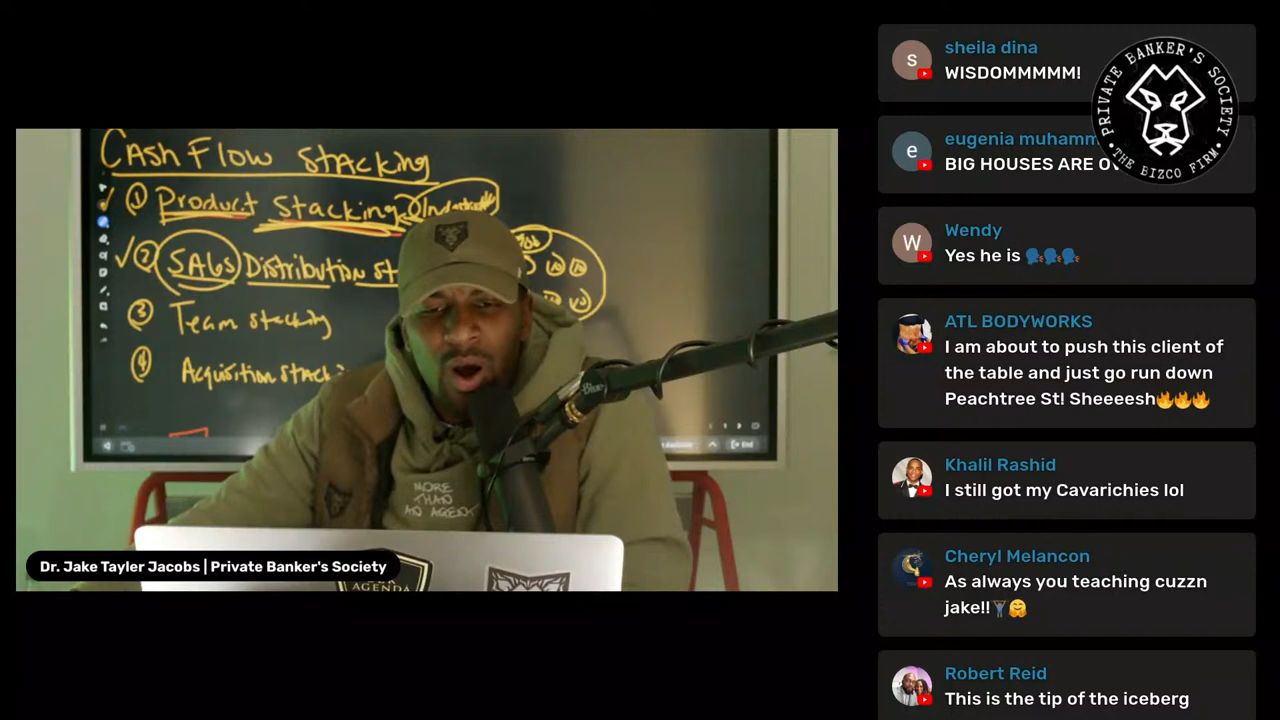 CASH FLOW STACKING
① Product Stacking
② SALES Distribution
③ Team stacking
④ Acquisition
End
MORE
THAN
AN AGENT
AGENDA
Dr. Jake Tayler Jacobs | Private Banker's Society
PRIVATE BANKER'S SOCIETY
• THE BIZCO FIRM •
s
sheila dina
WISDOMMMMM!
e
eugenia muhamm
BIG HOUSES ARE
W
Wendy
Yes he is 🗣🗣🗣
ATL BODYWORKS
I am about to push this client of
the table and just go run down
Peachtree St! Sheeeesh🔥🔥🔥
Khalil Rashid
I still got my Cavarichies lol
Cheryl Melancon
As always you teaching cuzzn
jake!!🏋🏿‍♂️🤗
Robert Reid
This is the tip of the iceberg